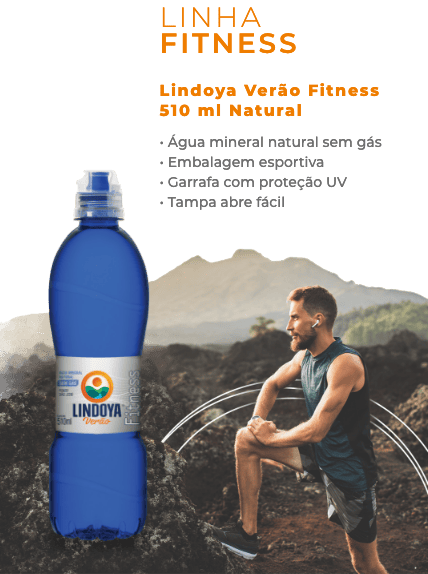 LINHA
FITNESS
Lindoya Verão Fitness
510 ml Natural
• Água mineral natural sem gás
• Embalagem esportiva
• Garrafa com proteção UV
• Tampa abre fácil
LINDOYA
Verão
Fitness